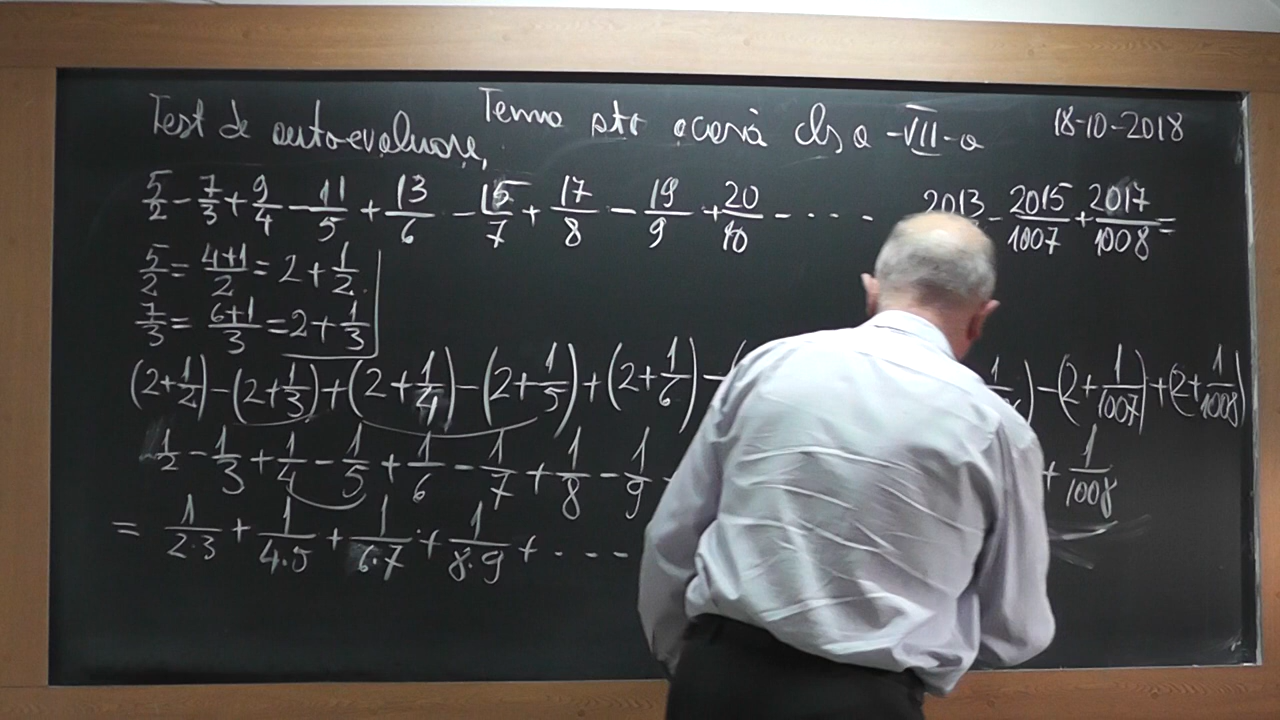 Test de autoevaluare, Tema pt acasă cls a -VII-a 18-10-2018
5/2 - 7/3 + 9/4 - 11/5 + 13/6 - 15/7 + 17/8 - 19/9 + 20/10 - .... 2013 - 2015/1007 + 2017/1008 =
5/2 = 4+1/2 = 2 + 1/2
7/3 = 6+1/3 = 2 + 1/3
(2+1/2) - (2+1/3) + (2+1/4) - (2+1/5) + (2+1/6) - ( ) - (2+1/1007) + (2+1/1008)
1/2 - 1/3 + 1/4 - 1/5 + 1/6 - 1/7 + 1/8 - 1/9 + 1/1008
= 1/2·3 + 1/4·5 + 1/6·7 + 1/8·9 + ...